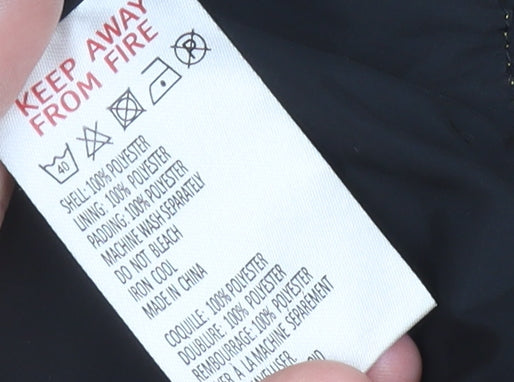 KEEP AWAY
FROM FIRE
40 P
SHELL: 100% POLYESTER
LINING: 100% POLYESTER
PADDING: 100% POLYESTER
MACHINE WASH SEPARATELY
DO NOT BLEACH
IRON COOL
MADE IN CHINA
COQUILLE: 100% POLYESTER
DOUBLURE: 100% POLYESTER
REMBOURRAGE: 100% POLYESTER
À LA MACHINE SÉPARÉMENT